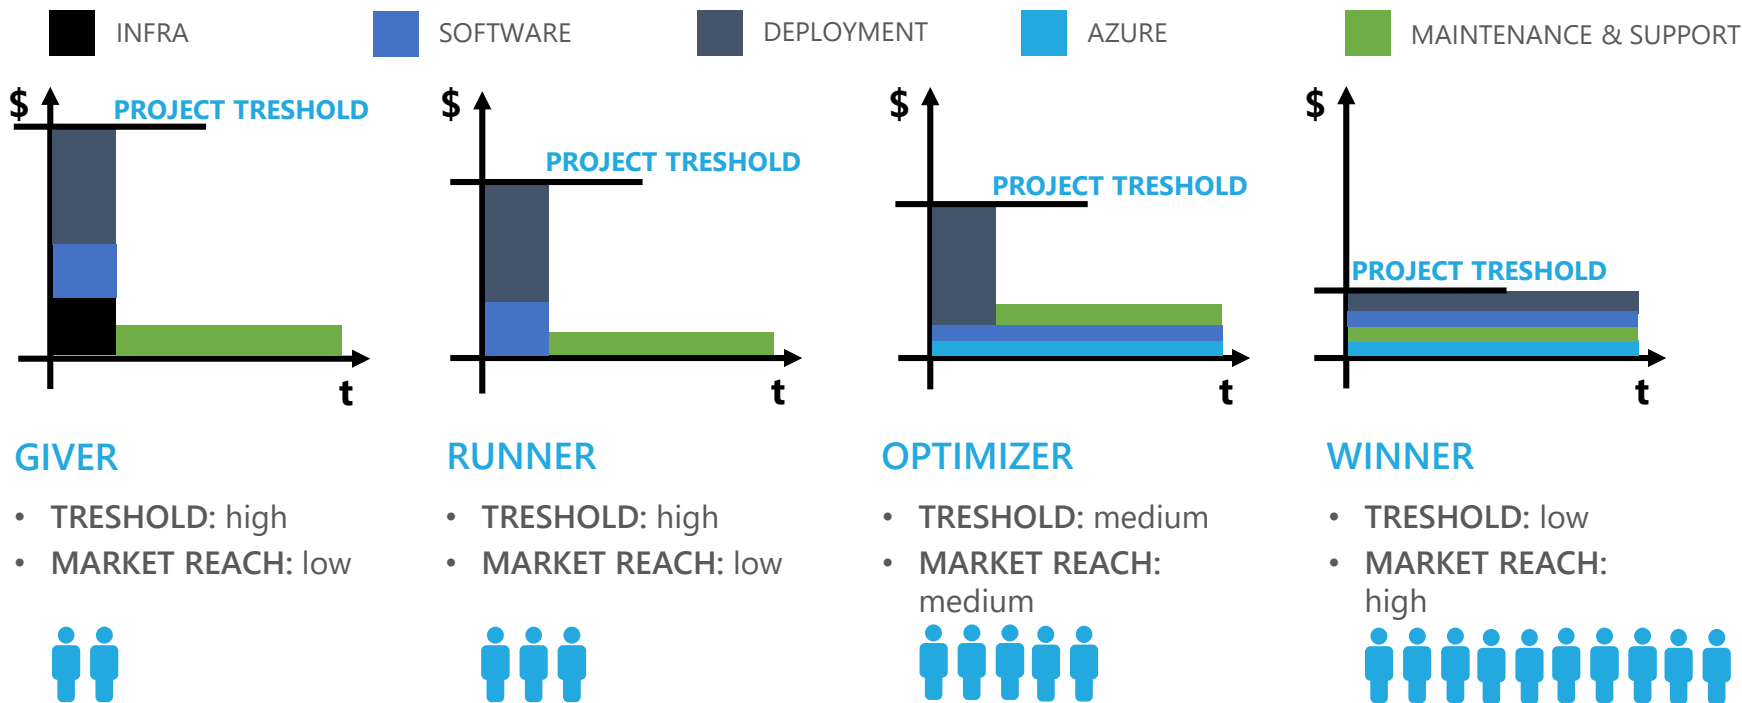 INFRA
SOFTWARE
DEPLOYMENT
AZURE
MAINTENANCE & SUPPORT
$
PROJECT TRESHOLD
t
$
PROJECT TRESHOLD
t
$
PROJECT TRESHOLD
t
$
PROJECT TRESHOLD
t
GIVER
• TRESHOLD: high
• MARKET REACH: low
RUNNER
• TRESHOLD: high
• MARKET REACH: low
OPTIMIZER
• TRESHOLD: medium
• MARKET REACH:
medium
WINNER
• TRESHOLD: low
• MARKET REACH:
high